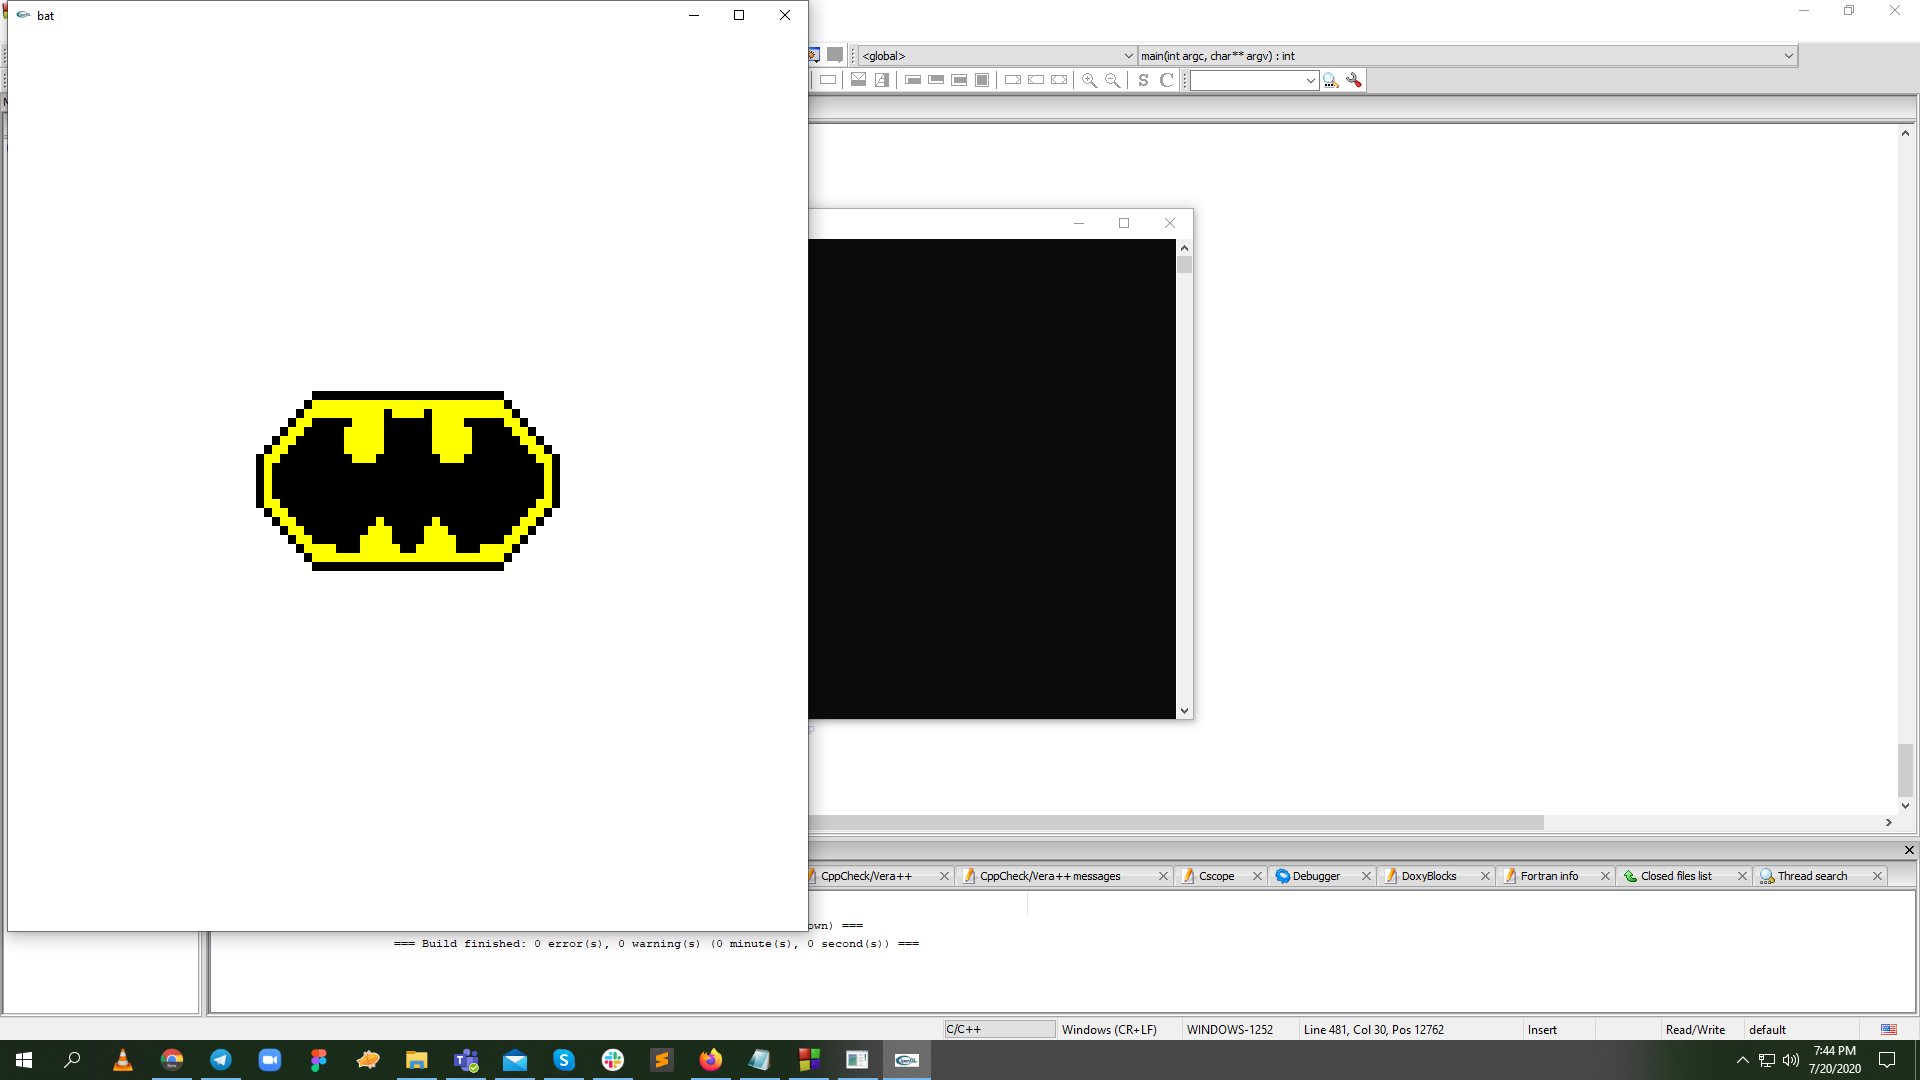 bat
<global>
main(int argc, char** argv) : int
S
C
CppCheck/Vera++
CppCheck/Vera++ messages
Cscope
Debugger
DoxyBlocks
Fortran info
Closed files list
Thread search
own) ===
=== Build finished: 0 error(s), 0 warning(s) (0 minute(s), 0 second(s)) ===
C/C++
Windows (CR+LF)
WINDOWS-1252
Line 481, Col 30, Pos 12762
Insert
Read/Write
default
7:44 PM
7/20/2020